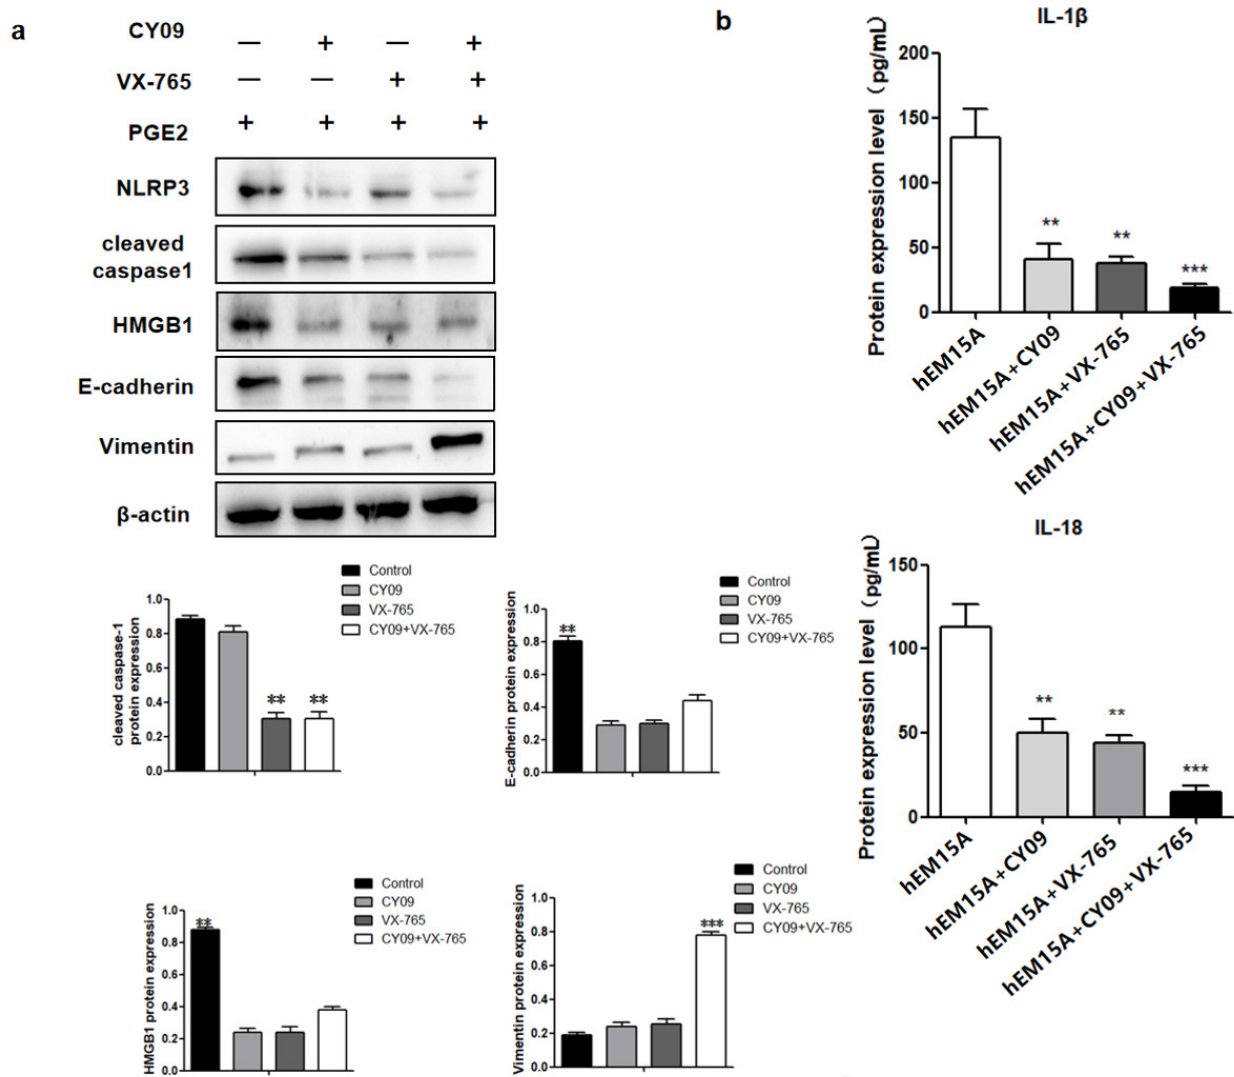 a
CY09 — + — +
VX-765 — — + +
PGE2 + + + +
NLRP3
cleaved
caspase1
HMGB1
E-cadherin
Vimentin
β-actin
Control
CY09
VX-765
CY09+VX-765
cleaved caspase-1
protein expression
1.0
0.8
0.6
0.4
0.2
0.0
** **
Control
CY09
VX-765
CY09+VX-765
E-cadherin protein expression
1.0
0.8
0.6
0.4
0.2
0.0
**
Control
CY09
VX-765
CY09+VX-765
HMGB1 protein expression
1.0
0.8
0.6
0.4
0.2
0.0
**
Control
CY09
VX-765
CY09+VX-765
Vimentin protein expression
1.0
0.8
0.6
0.4
0.2
0.0
***
b
IL-1β
Protein expression level（pg/mL）
200
150
100
50
0
** ** ***
hEM15A
hEM15A+CY09
hEM15A+VX-765
hEM15A+CY09+VX-765
IL-18
Protein expression level（pg/mL）
150
100
50
0
** ** ***
hEM15A
hEM15A+CY09
hEM15A+VX-765
hEM15A+CY09+VX-765